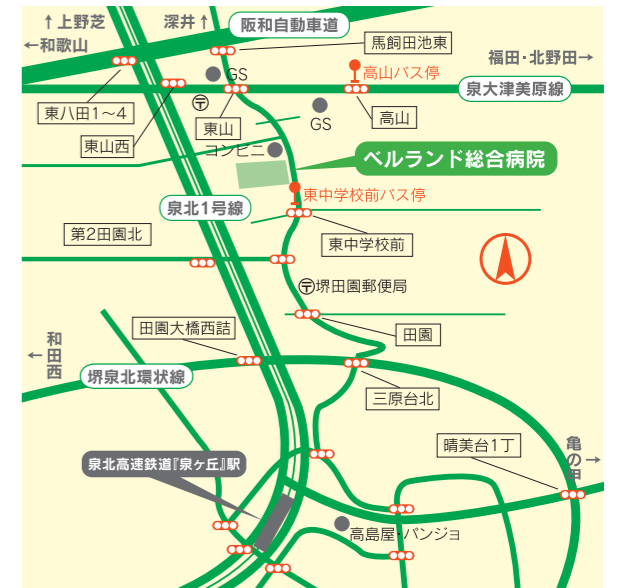 ↑上野芝
深井↑
阪和自動車道
←和歌山
馬飼田池東
福田・北野田→
GS
高山バス停
泉大津美原線
東八田1〜4
〒
東山
GS
高山
東山西
コンビニ
ベルランド総合病院
東中学校前バス停
泉北1号線
第2田園北
東中学校前
〒堺田園郵便局
田園大橋西詰
田園
←和田西
堺泉北環状線
三原台北
晴美台1丁
亀の甲→
泉北高速鉄道『泉ヶ丘』駅
高島屋・パンジョ